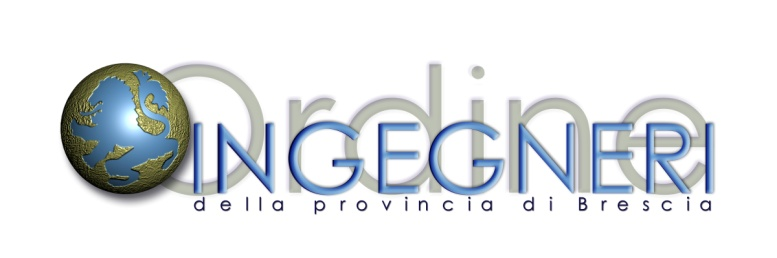 Ordine
INGEGNERI
della provincia di Brescia